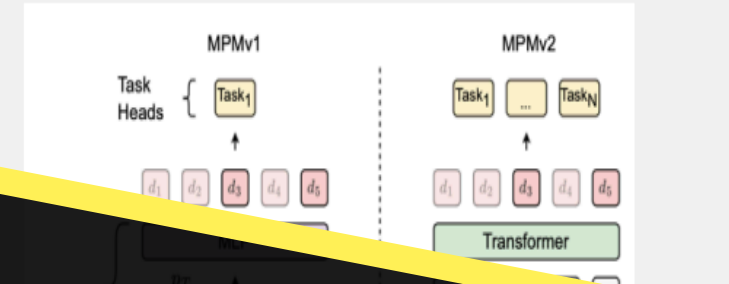 MPMv1 MPMv2
Task Heads
Task1
Task1 ... TaskN
d1 d2 d3 d4 d5
d1 d2 d3 d4 d5
Transformer